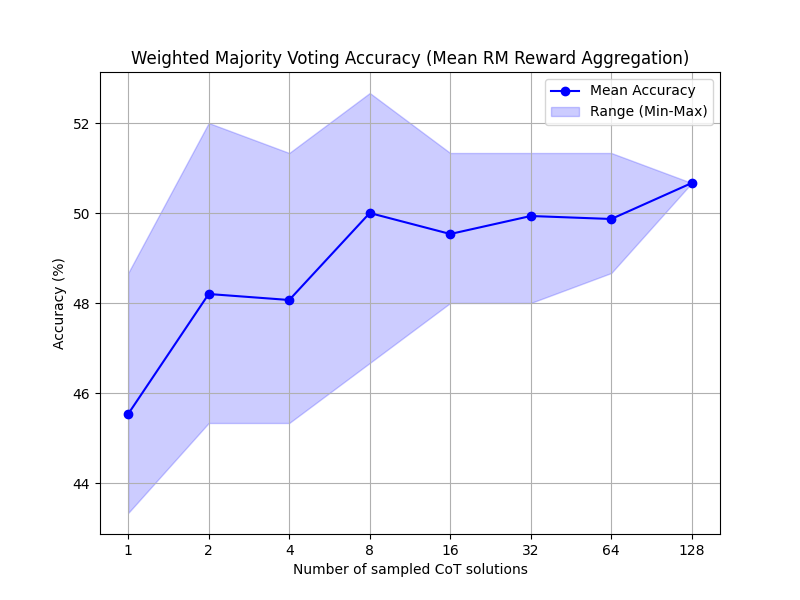 Weighted Majority Voting Accuracy (Mean RM Reward Aggregation)
Mean Accuracy
Range (Min-Max)
Accuracy (%)
52
50
48
46
44
1 2 4 8 16 32 64 128
Number of sampled CoT solutions